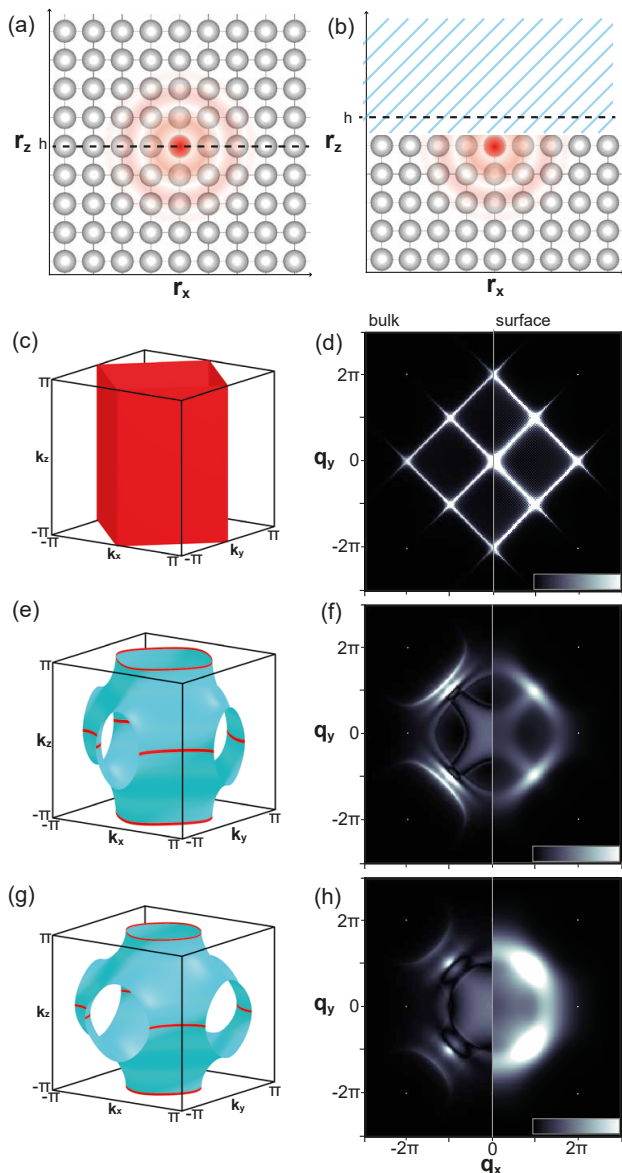 (a)
(b)
r_z
h
r_x
r_z
h
r_x
(c)
π
k_z
-π
-π
k_x
π
-π
k_y
π
bulk
surface
(d)
2π
q_y
0
-2π
(e)
π
k_z
-π
-π
k_x
π
-π
k_y
π
(f)
2π
q_y
0
-2π
(g)
π
k_z
-π
-π
k_x
π
-π
k_y
π
(h)
2π
q_y
0
-2π
-2π
0
2π
q_x